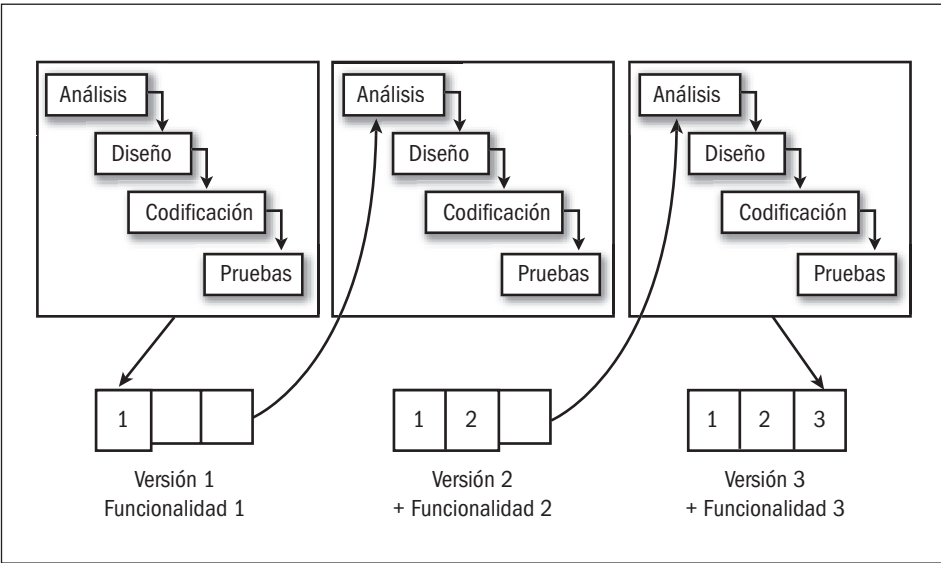 Análisis
Diseño
Codificación
Pruebas
Análisis
Diseño
Codificación
Pruebas
Análisis
Diseño
Codificación
Pruebas
1
1 2
1 2 3
Versión 1
Funcionalidad 1
Versión 2
+ Funcionalidad 2
Versión 3
+ Funcionalidad 3